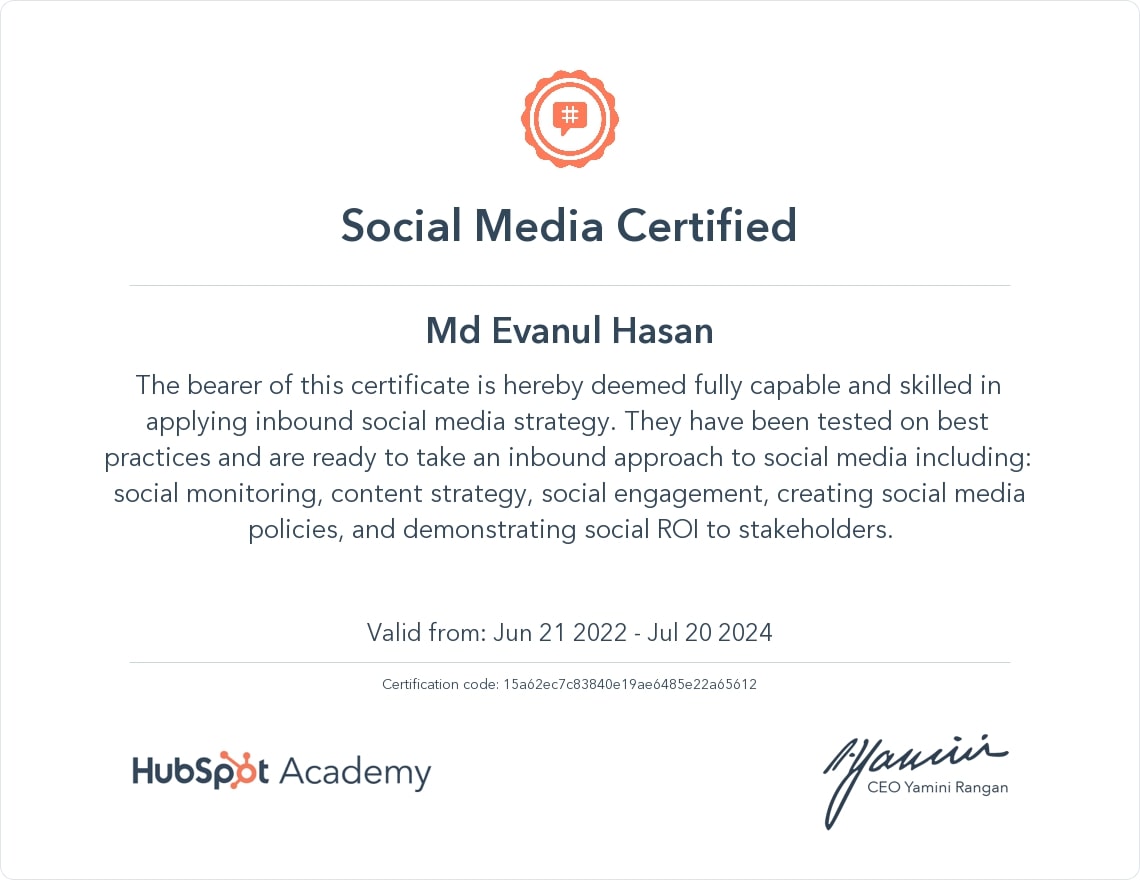 #
Social Media Certified
Md Evanul Hasan
The bearer of this certificate is hereby deemed fully capable and skilled in
applying inbound social media strategy. They have been tested on best
practices and are ready to take an inbound approach to social media including:
social monitoring, content strategy, social engagement, creating social media
policies, and demonstrating social ROI to stakeholders.
Valid from: Jun 21 2022 - Jul 20 2024
Certification code: 15a62ec7c83840e19ae6485e22a65612
HubSpot Academy
Yamini
CEO Yamini Rangan